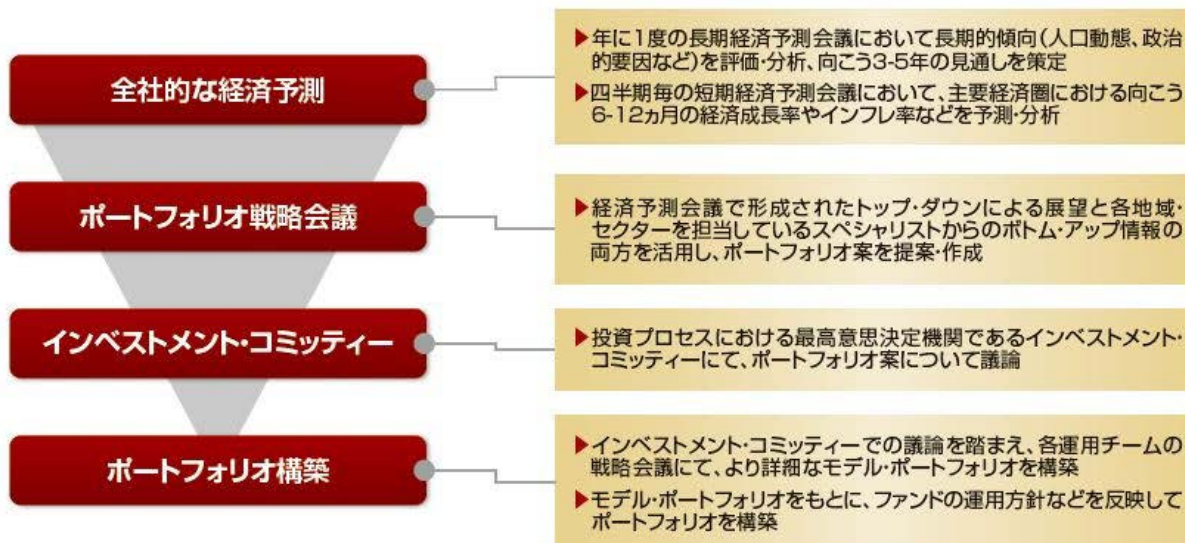 全社的な経済予測
▶年に1度の長期経済予測会議において長期的傾向(人口動態、政治
的要因など)を評価・分析、向こう3-5年の見通しを策定
▶四半期毎の短期経済予測会議において、主要経済圏における向こう
6-12ヵ月の経済成長率やインフレ率などを予測・分析
ポートフォリオ戦略会議
▶経済予測会議で形成されたトップ・ダウンによる展望と各地域・
セクターを担当しているスペシャリストからのボトム・アップ情報の
両方を活用し、ポートフォリオ案を提案・作成
インベストメント・コミッティー
▶投資プロセスにおける最高意思決定機関であるインベストメント・
コミッティーにて、ポートフォリオ案について議論
ポートフォリオ構築
▶インベストメント・コミッティーでの議論を踏まえ、各運用チームの
戦略会議にて、より詳細なモデル・ポートフォリオを構築
▶モデル・ポートフォリオをもとに、ファンドの運用方針などを反映して
ポートフォリオを構築